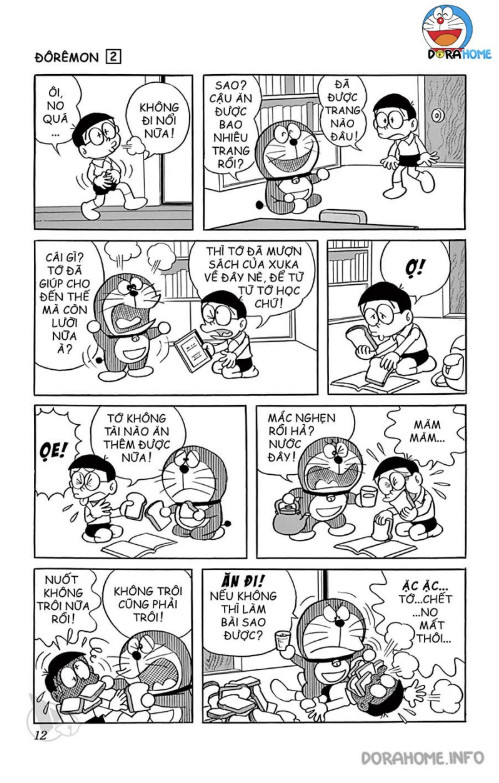 DORAHOME
ĐÔRÊMON 2
ÔI,
NO
QUÁ
...
KHÔNG
ĐI NỔI
NỮA!
SAO?
CẬU ĂN
ĐƯỢC
BAO
NHIÊU
TRANG
RỒI?
ĐÃ
ĐƯỢC
TRANG
NÀO
ĐÂU!
CÁI GÌ?
TỚ ĐÃ
GIÚP CHO
ĐẾN THẾ
MÀ CÒN
LƯỜI
NỮA
À?
THÌ TỚ ĐÃ MƯỢN
SÁCH CỦA XUKA
VỀ ĐÂY NÈ, ĐỂ TỪ
TỪ TỚ HỌC
CHỨ!
Ợ!
ỌE!
TỚ KHÔNG
TÀI NÀO ĂN
THÊM ĐƯỢC
NỮA!
MẮC NGHẸN
RỒI HẢ?
NƯỚC
ĐÂY!
MĂM
MĂM...
NUỐT
KHÔNG
TRÔI NỮA
RỒI!
KHÔNG TRÔI
CŨNG PHẢI
TRÔI!
ĂN ĐI!
NẾU KHÔNG
THÌ LÀM
BÀI SAO
ĐƯỢC?
ẶC ẶC...
TỚ...CHẾT
...NO
MẤT
THÔI...
12
DORAHOME.INFO